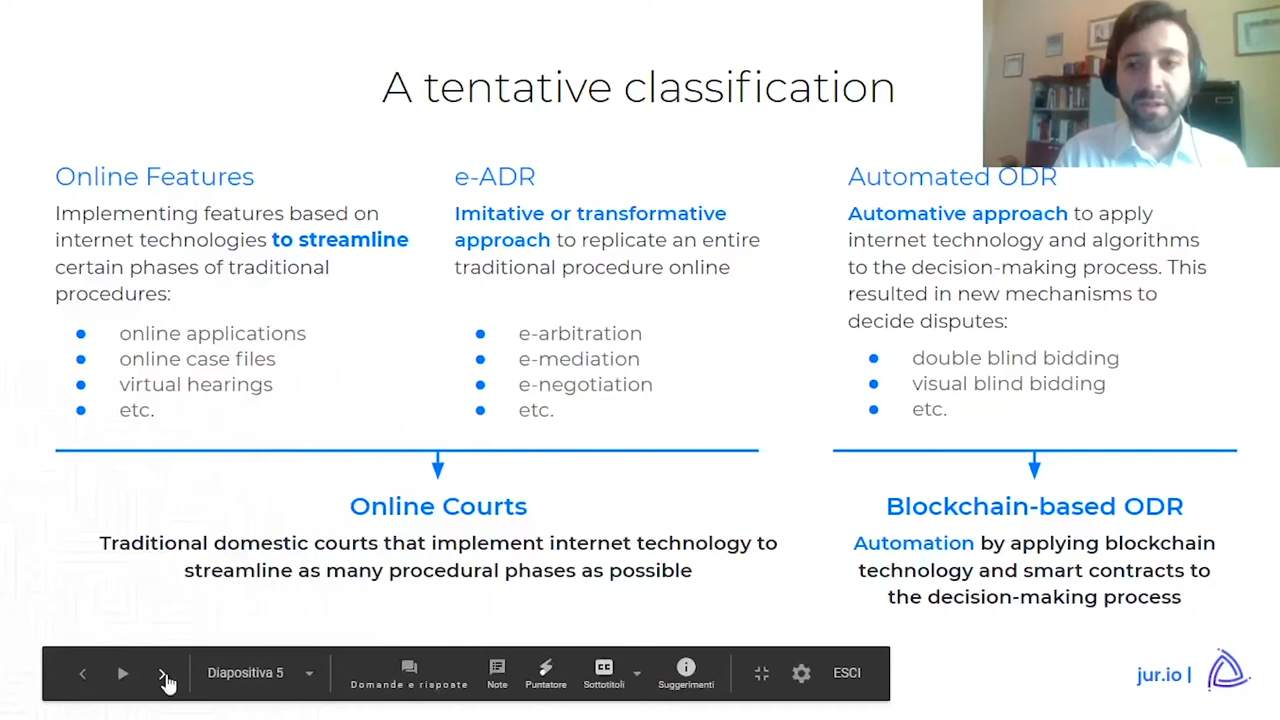 A tentative classification
Online Features
Implementing features based on
internet technologies to streamline
certain phases of traditional
procedures:
• online applications
• online case files
• virtual hearings
• etc.
e-ADR
Imitative or transformative
approach to replicate an entire
traditional procedure online
• e-arbitration
• e-mediation
• e-negotiation
• etc.
Automated ODR
Automative approach to apply
internet technology and algorithms
to the decision-making process. This
resulted in new mechanisms to
decide disputes:
• double blind bidding
• visual blind bidding
• etc.
Online Courts
Traditional domestic courts that implement internet technology to
streamline as many procedural phases as possible
Blockchain-based ODR
Automation by applying blockchain
technology and smart contracts to
the decision-making process
Diapositiva 5
Domande e risposte
Note
Puntatore
CC
Sottotitoli
Suggerimenti
ESCI
jur.io |